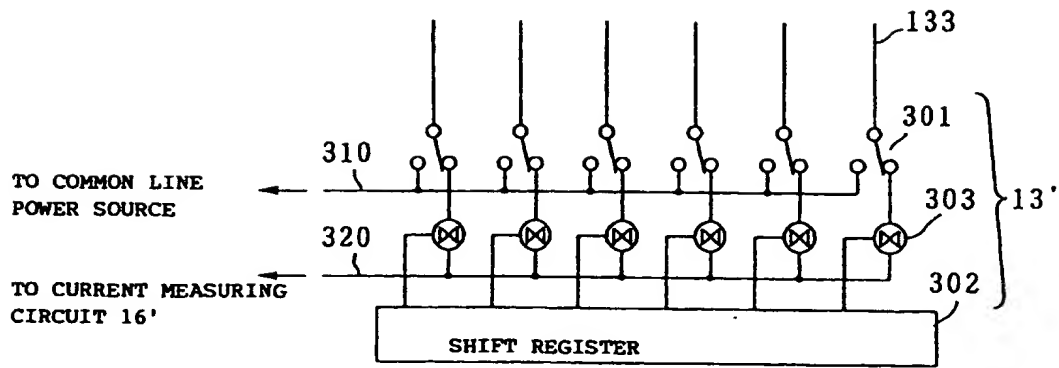 133
301
310
TO COMMON LINE
POWER SOURCE
13'
303
320
TO CURRENT MEASURING
CIRCUIT 16'
302
SHIFT REGISTER